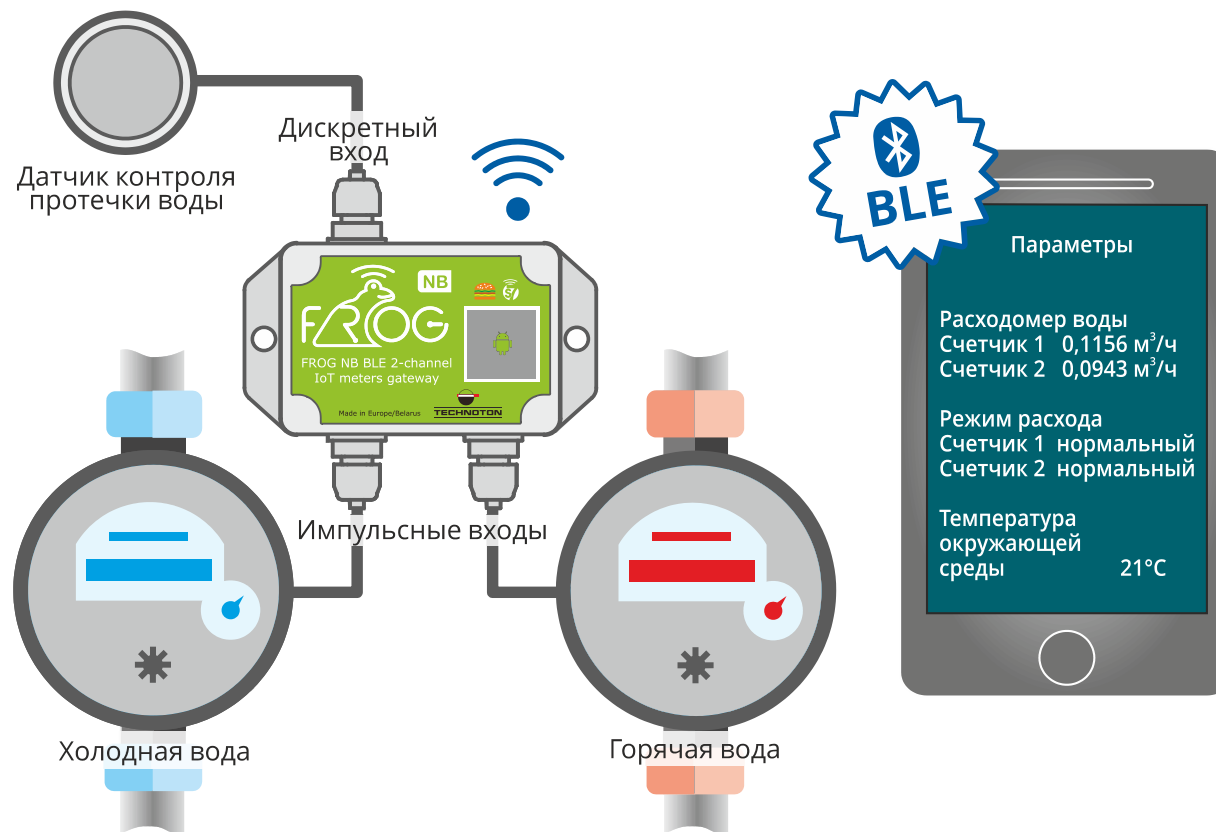 Датчик контроля
протечки воды
Дискретный
вход
NB
FROG
FROG NB BLE 2-channel
IoT meters gateway
Made in Europe/Belarus
TECHNOTON
Импульсные входы
Холодная вода
Горячая вода
BLE
Параметры
Расходомер воды
Счетчик 1 0,1156 м³/ч
Счетчик 2 0,0943 м³/ч
Режим расхода
Счетчик 1 нормальный
Счетчик 2 нормальный
Температура
окружающей
среды 21°C